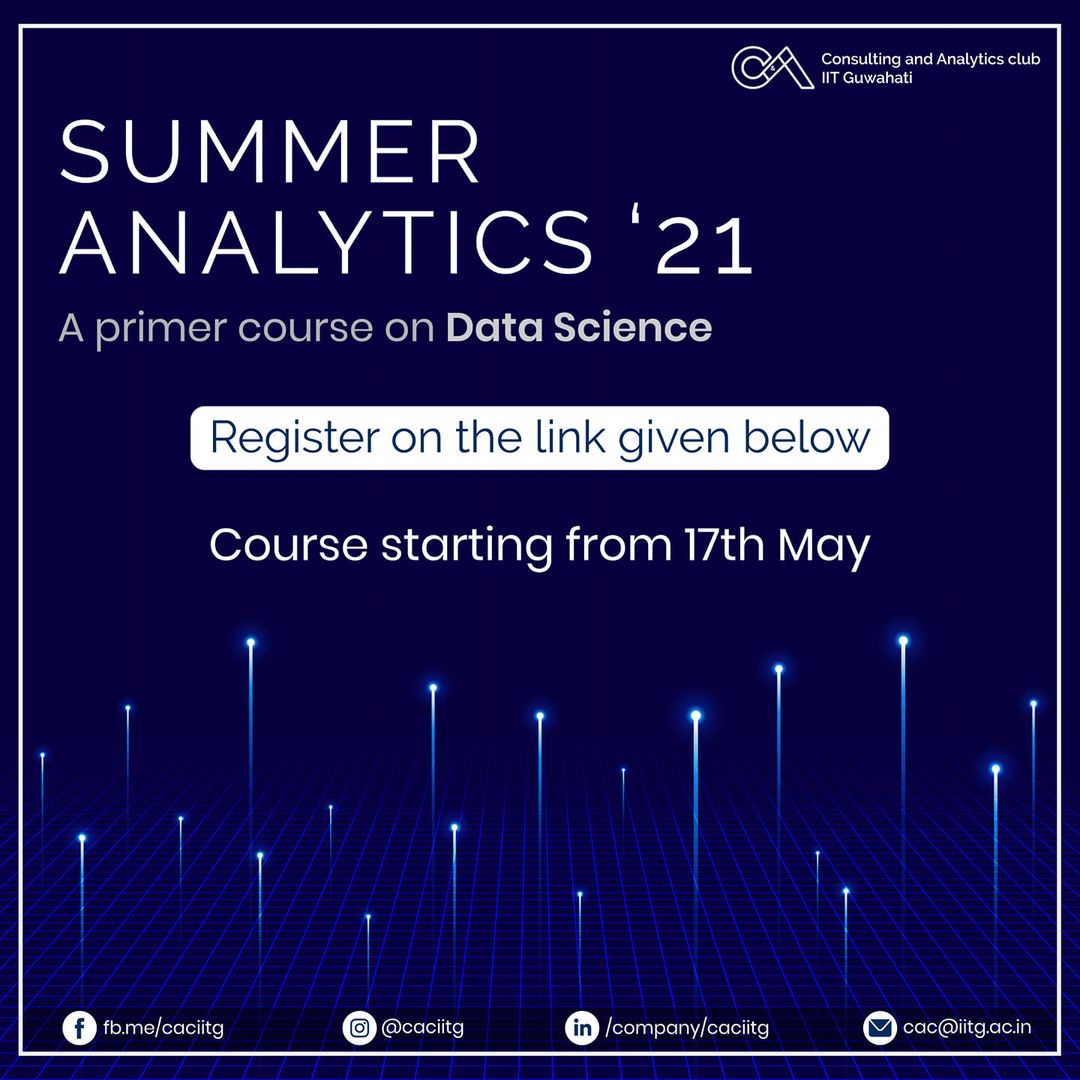 Consulting and Analytics club
IIT Guwahati
SUMMER
ANALYTICS ‘21
A primer course on Data Science
Register on the link given below
Course starting from 17th May
fb.me/caciitg
@caciitg
/company/caciitg
cac@iitg.ac.in